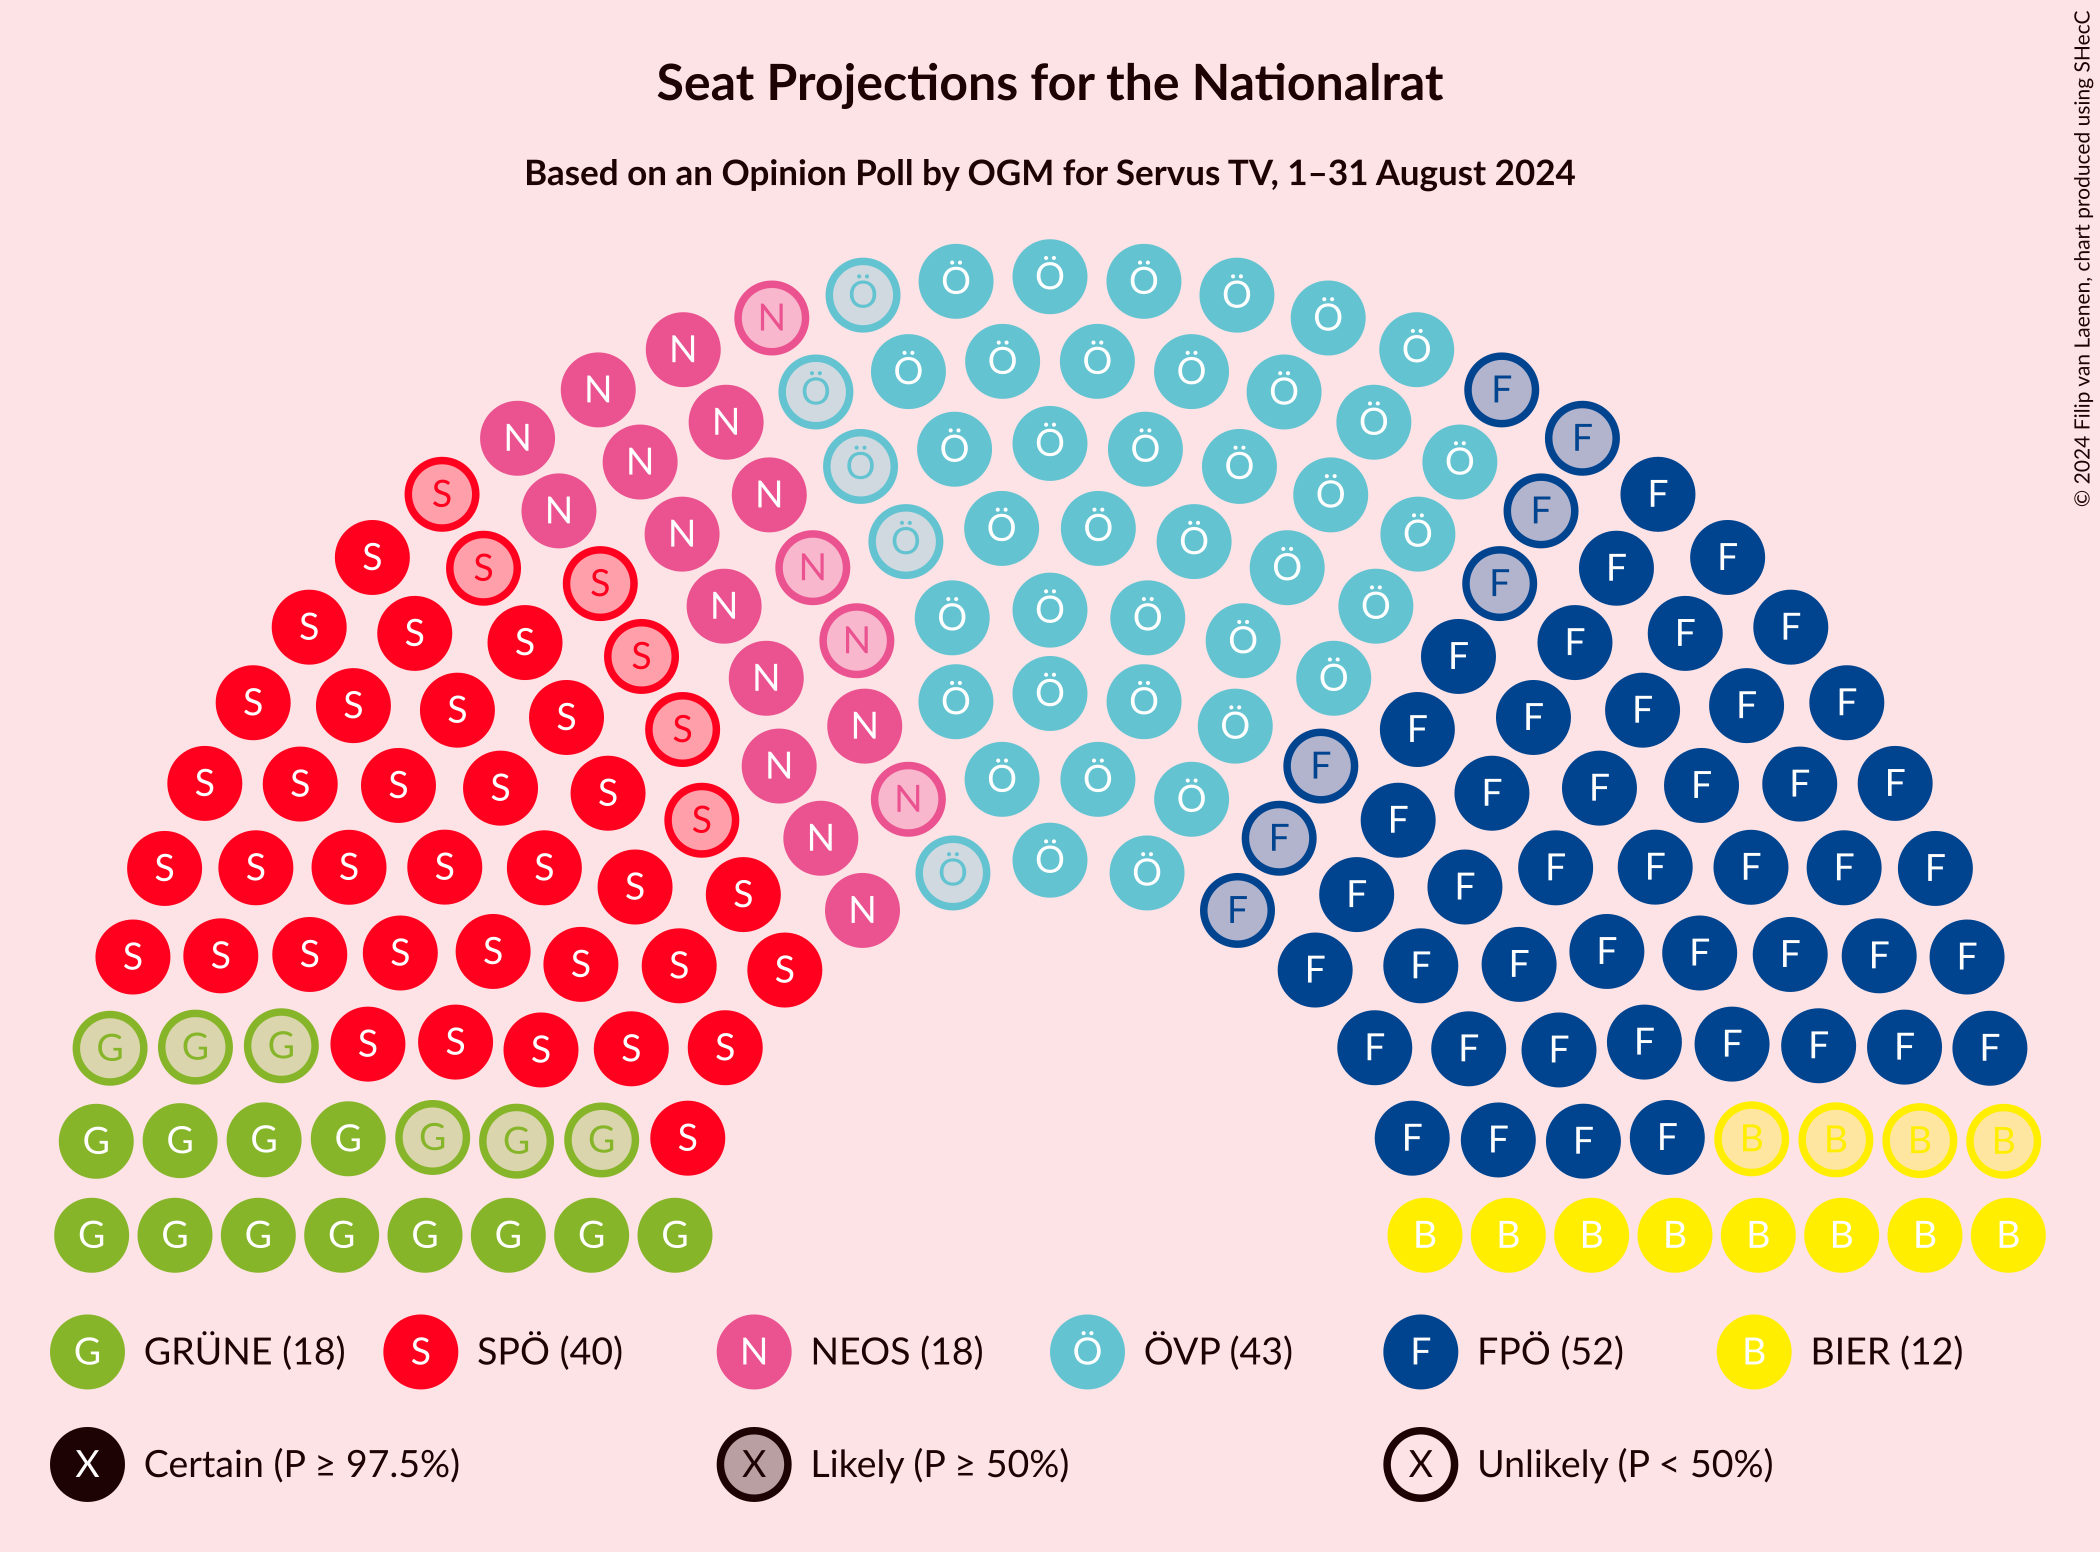 Seat Projections for the Nationalrat
Based on an Opinion Poll by OGM for Servus TV, 1–31 August 2024
© 2024 Filip van Laenen, chart produced using SHecC
Ö Ö Ö Ö Ö Ö Ö
N N N N
F F F F F F F F F
S S S S S S S S
G GRÜNE (18) S SPÖ (40) N NEOS (18) Ö ÖVP (43) F FPÖ (52) B BIER (12)
X Certain (P ≥ 97.5%) X Likely (P ≥ 50%) X Unlikely (P < 50%)